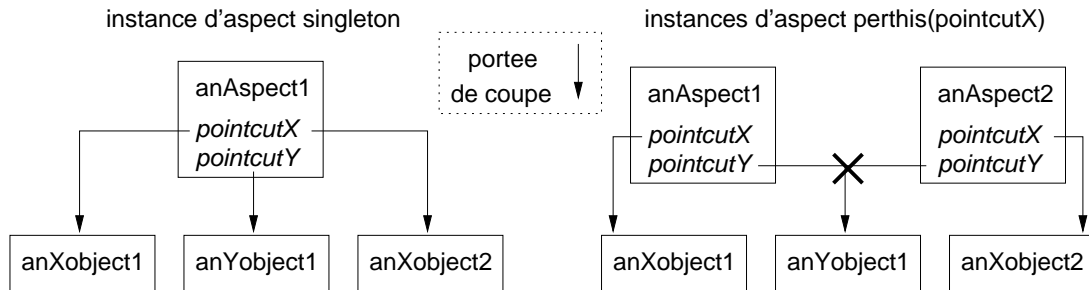 instance d'aspect singleton
anAspect1
pointcutX
pointcutY
anXobject1
anYobject1
anXobject2
portee
de coupe
instances d'aspect perthis(pointcutX)
anAspect1
pointcutX
pointcutY
anAspect2
pointcutX
pointcutY
anXobject1
anYobject1
anXobject2